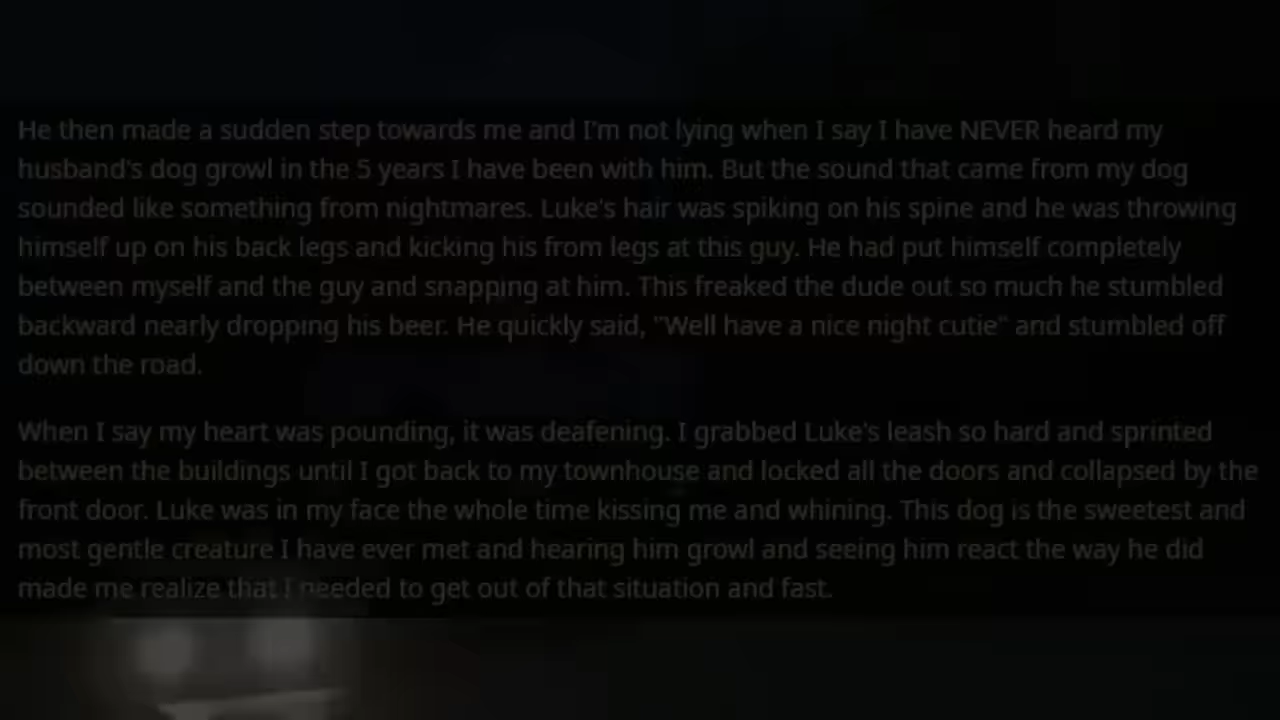 He then made a sudden step towards me and I'm not lying when I say I have NEVER heard my
husband's dog growl in the 5 years I have been with him. But the sound that came from my dog
sounded like something from nightmares. Luke's hair was spiking on his spine and he was throwing
himself up on his back legs and kicking his from legs at this guy. He had put himself completely
between myself and the guy and snapping at him. This freaked the dude out so much he stumbled
backward nearly dropping his beer. He quickly said, "Well have a nice night cutie" and stumbled off
down the road.
When I say my heart was pounding, it was deafening. I grabbed Luke's leash so hard and sprinted
between the buildings until I got back to my townhouse and locked all the doors and collapsed by the
front door. Luke was in my face the whole time kissing me and whining. This dog is the sweetest and
most gentle creature I have ever met and hearing him growl and seeing him react the way he did
made me realize that I needed to get out of that situation and fast.